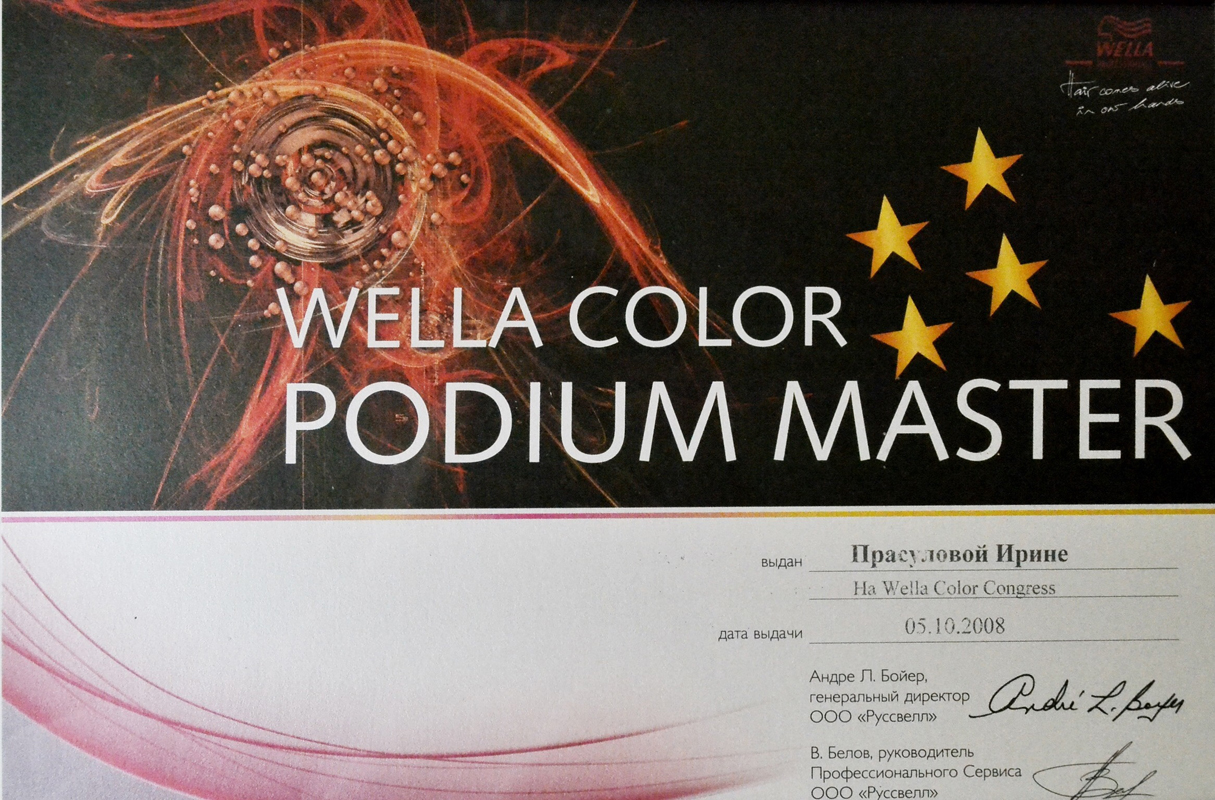 WELLA
Hair comes alive
in our hands
WELLA COLOR
PODIUM MASTER
выдан Прасуловой Ирине
На Wella Color Congress
дата выдачи 05.10.2008
Андре Л. Бойер,
генеральный директор
ООО «Руссвелл»
André L. Boyer
В. Белов, руководитель
Профессионального Сервиса
ООО «Руссвелл»